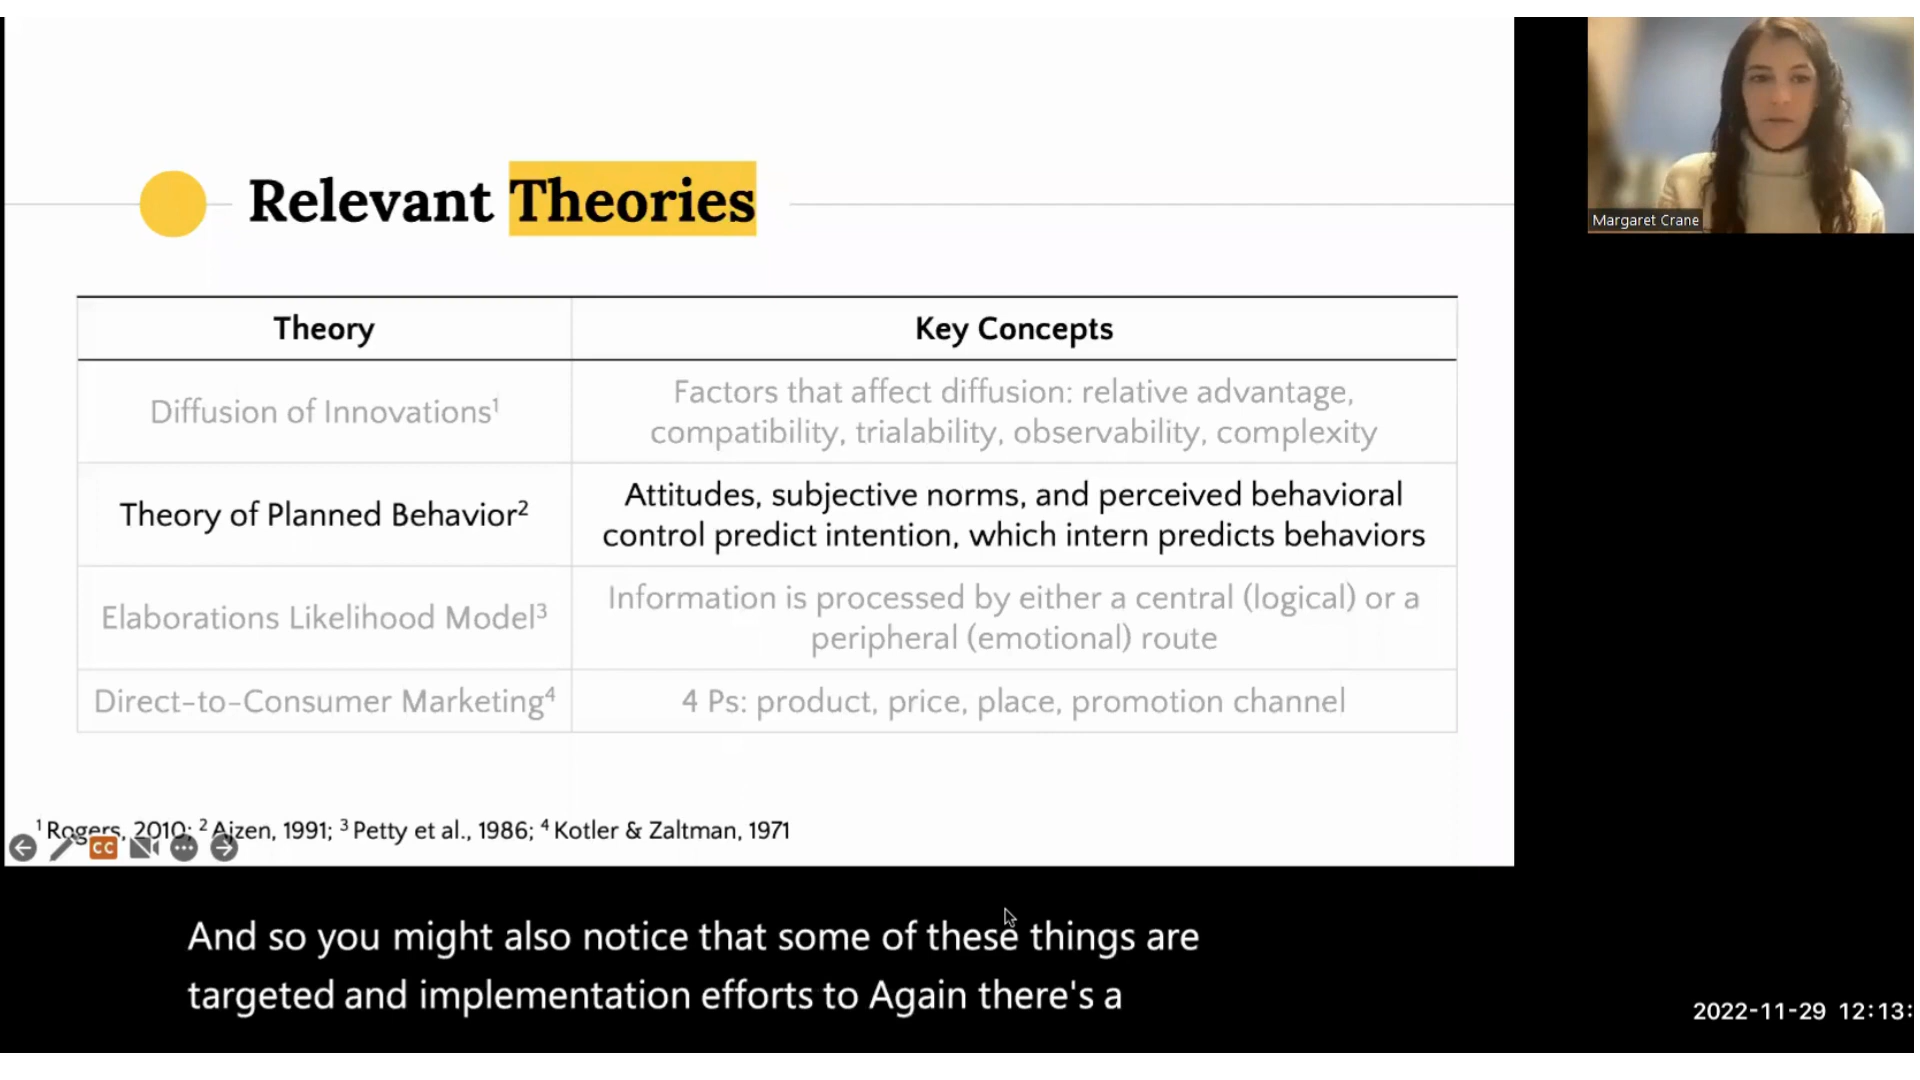 Relevant Theories
Theory
Key Concepts
Diffusion of Innovations¹
Factors that affect diffusion: relative advantage,
compatibility, trialability, observability, complexity
Theory of Planned Behavior²
Attitudes, subjective norms, and perceived behavioral
control predict intention, which intern predicts behaviors
Elaborations Likelihood Model³
Information is processed by either a central (logical) or a
peripheral (emotional) route
Direct-to-Consumer Marketing⁴
4 Ps: product, price, place, promotion channel
¹ Rogers, 2010; ² Ajzen, 1991; ³ Petty et al., 1986; ⁴ Kotler & Zaltman, 1971
CC
Margaret Crane
And so you might also notice that some of these things are
targeted and implementation efforts to Again there's a
2022-11-29 12:13: